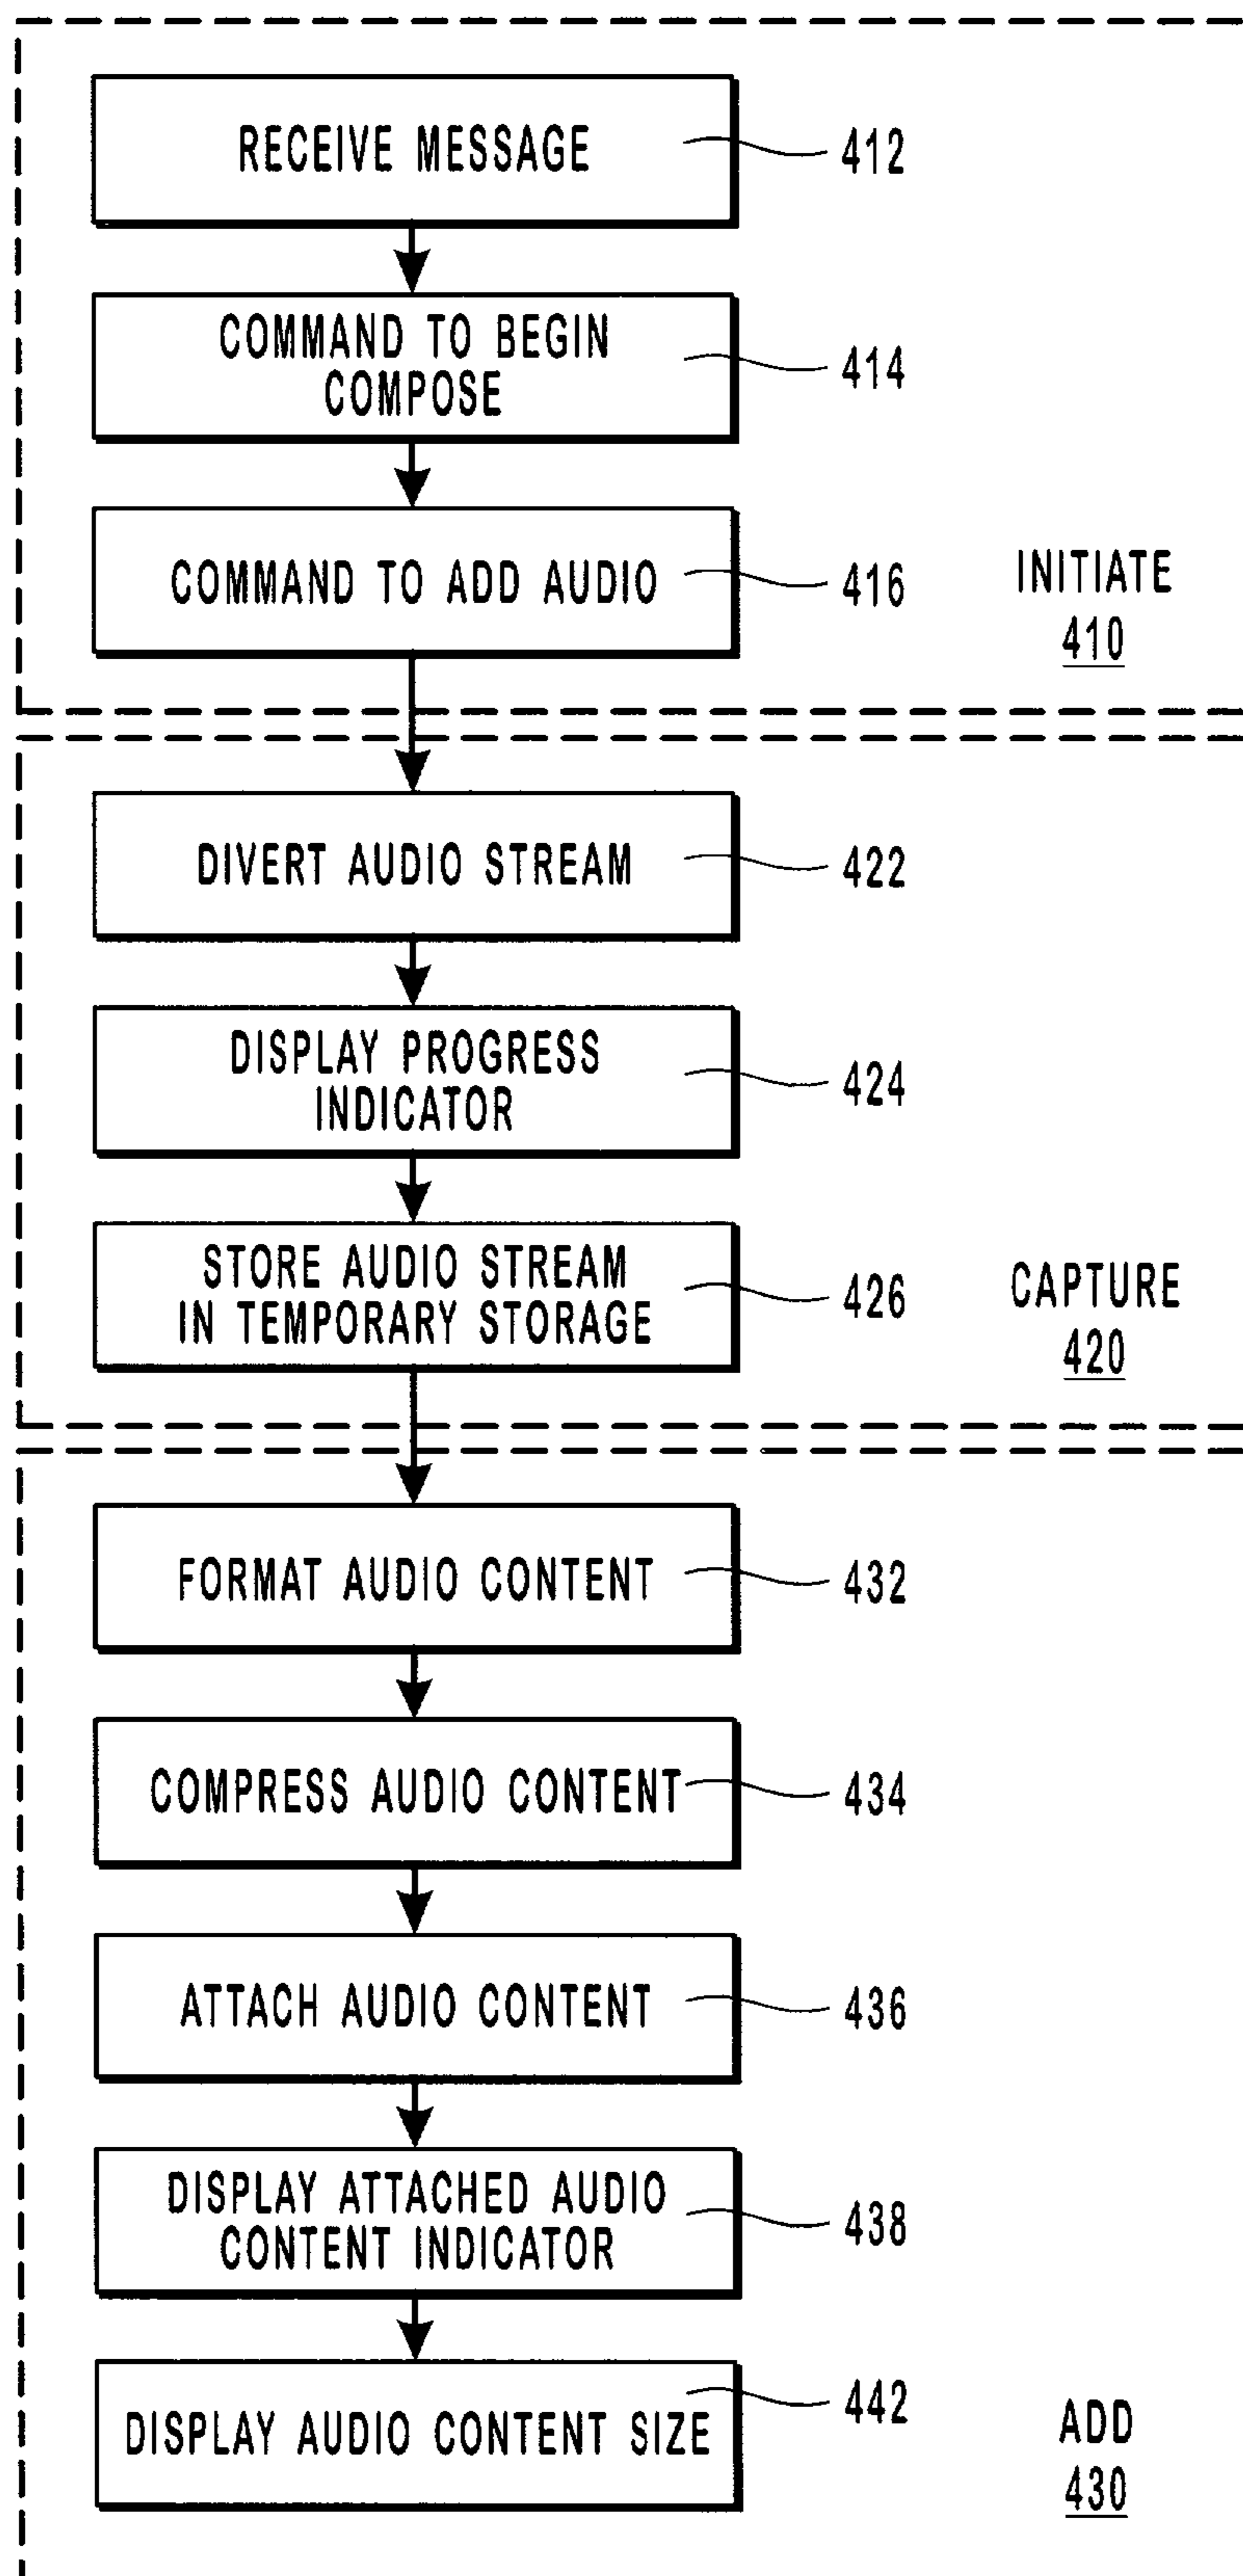 RECEIVE MESSAGE
412
COMMAND TO BEGIN
COMPOSE
414
COMMAND TO ADD AUDIO
416
INITIATE
410
DIVERT AUDIO STREAM
422
DISPLAY PROGRESS
INDICATOR
424
STORE AUDIO STREAM
IN TEMPORARY STORAGE
426
CAPTURE
420
FORMAT AUDIO CONTENT
432
COMPRESS AUDIO CONTENT
434
ATTACH AUDIO CONTENT
436
DISPLAY ATTACHED AUDIO
CONTENT INDICATOR
438
DISPLAY AUDIO CONTENT SIZE
442
ADD
430